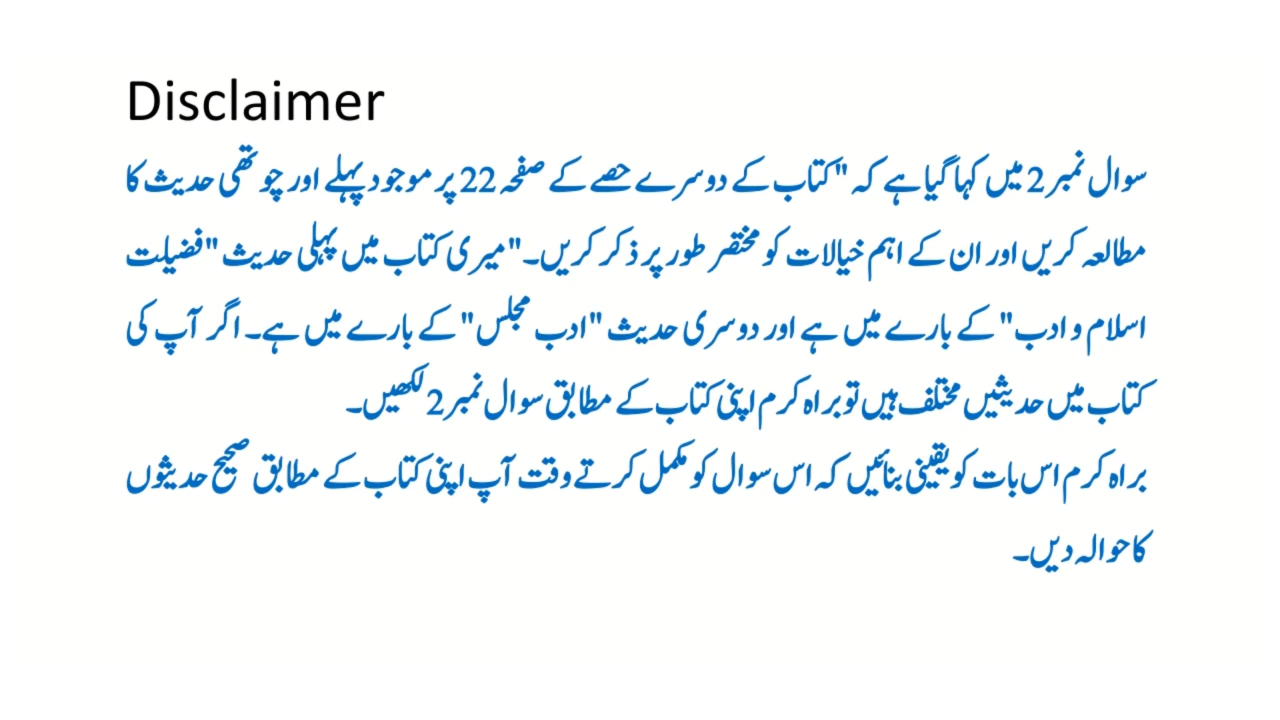 Disclaimer
سوال نمبر 2 میں کہا گیا ہے کہ "کتاب کے دوسرے حصے کے صفحہ 22 پر موجود پہلے اور چوتھی حدیث کا
مطالعہ کریں اور ان کے اہم خیالات کو مختصر طور پر ذکر کریں۔" میری کتاب میں پہلی حدیث "فضیلت
اسلام و ادب" کے بارے میں ہے اور دوسری حدیث "ادب مجلس" کے بارے میں ہے۔ اگر آپ کی
کتاب میں حدیثیں مختلف ہیں تو براہ کرم اپنی کتاب کے مطابق سوال نمبر 2 لکھیں۔
براہ کرم اس بات کو یقینی بنائیں کہ اس سوال کو مکمل کرتے وقت آپ اپنی کتاب کے مطابق صحیح حدیثوں
کا حوالہ دیں۔